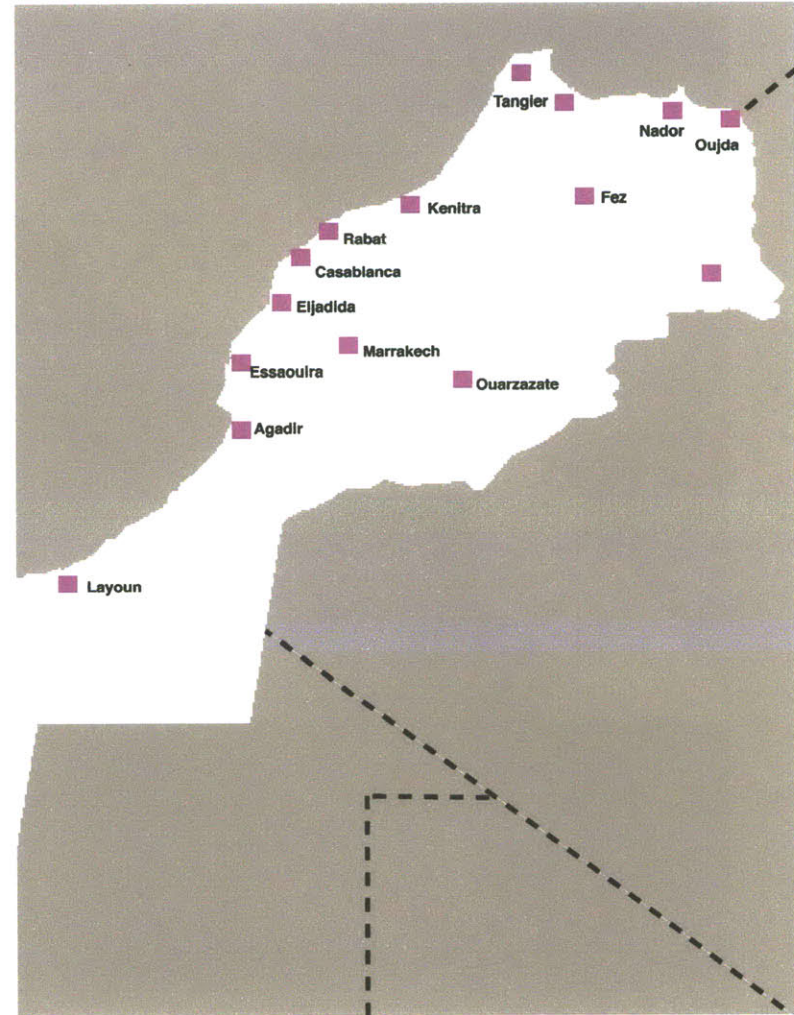 Tangier
Nador
Oujda
Fez
Kenitra
Rabat
Casablanca
Eljadida
Marrakech
Essaouira
Ouarzazate
Agadir
Layoun